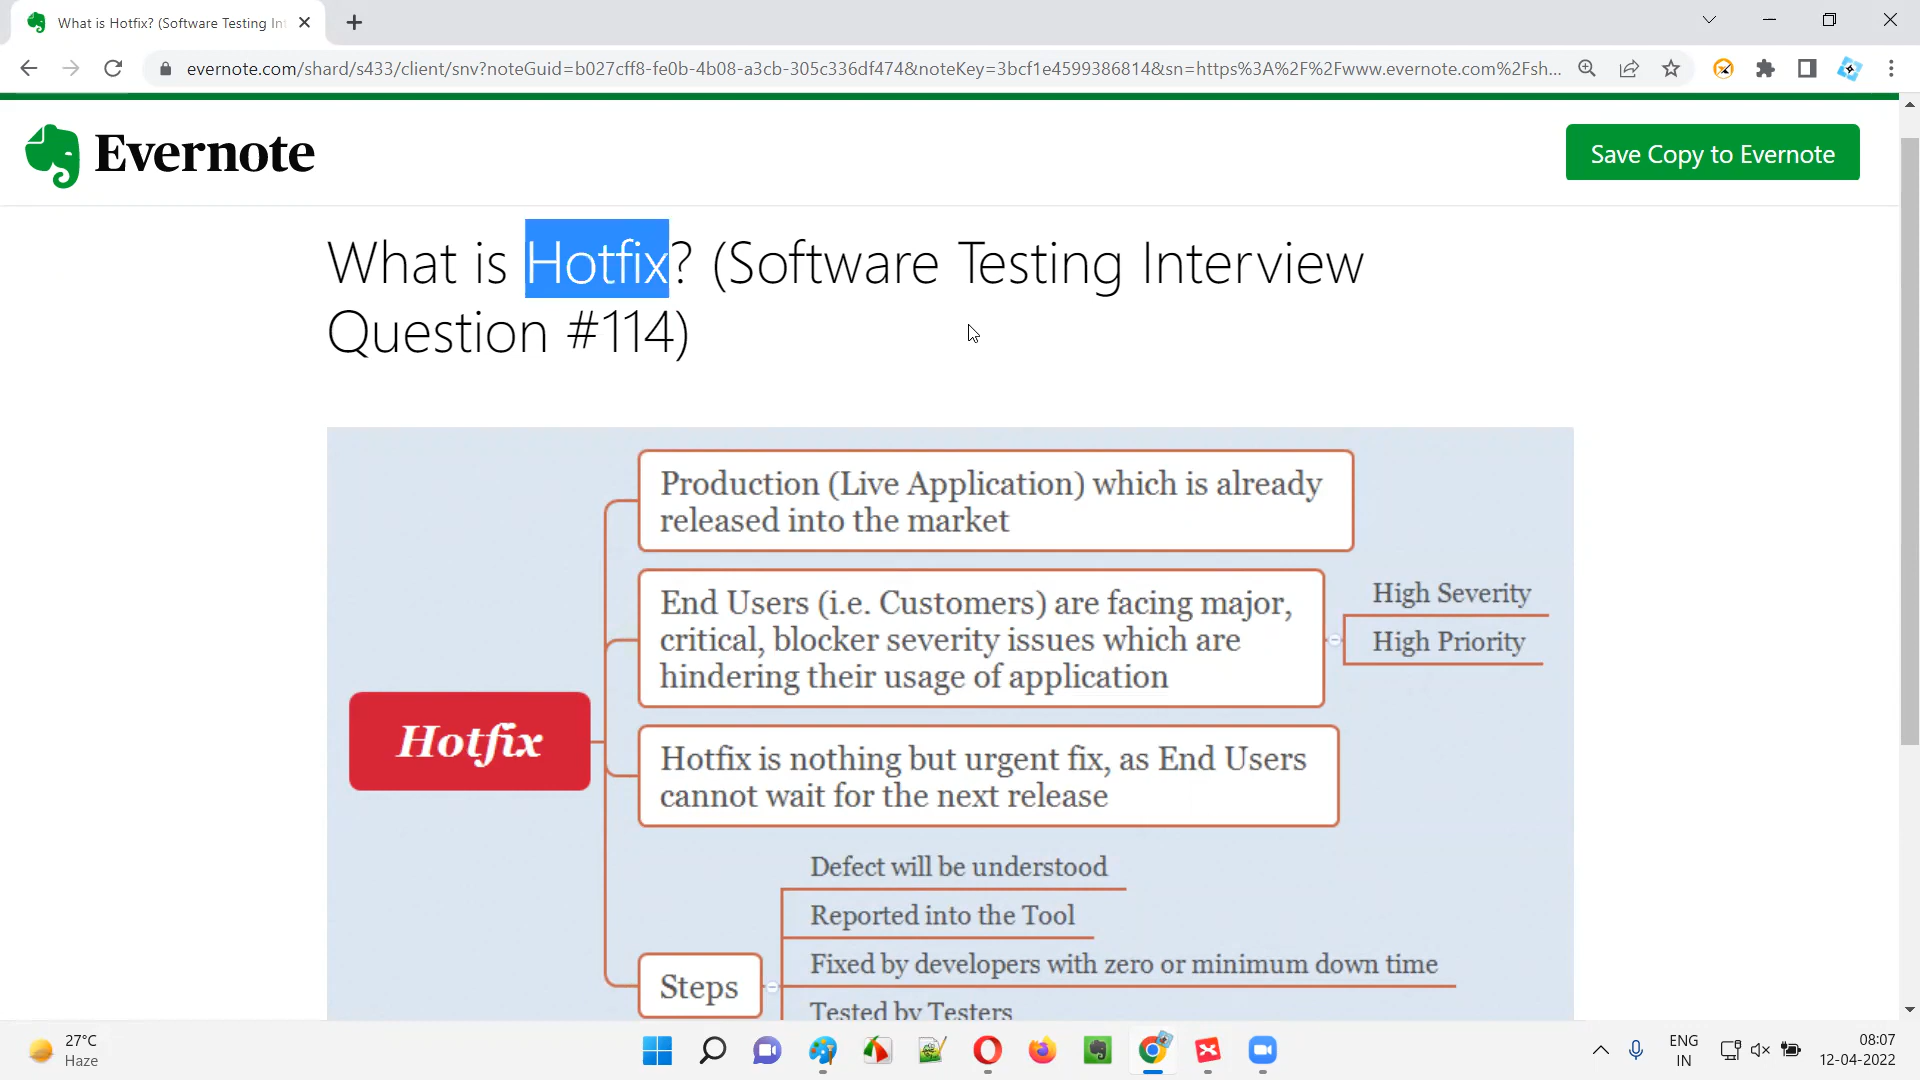 What is Hotfix? (Software Testing Int
evernote.com/shard/s433/client/snv?noteGuid=b027cff8-fe0b-4b08-a3cb-305c336df474&noteKey=3bcf1e4599386814&sn=https%3A%2F%2Fwww.evernote.com%2Fsh...
Evernote
Save Copy to Evernote
What is Hotfix? (Software Testing Interview
Question #114)
Production (Live Application) which is already
released into the market
End Users (i.e. Customers) are facing major,
critical, blocker severity issues which are
hindering their usage of application
High Severity
High Priority
Hotfix
Hotfix is nothing but urgent fix, as End Users
cannot wait for the next release
Steps
Defect will be understood
Reported into the Tool
Fixed by developers with zero or minimum down time
Tested by Testers
27°C
Haze
ENG
IN
08:07
12-04-2022